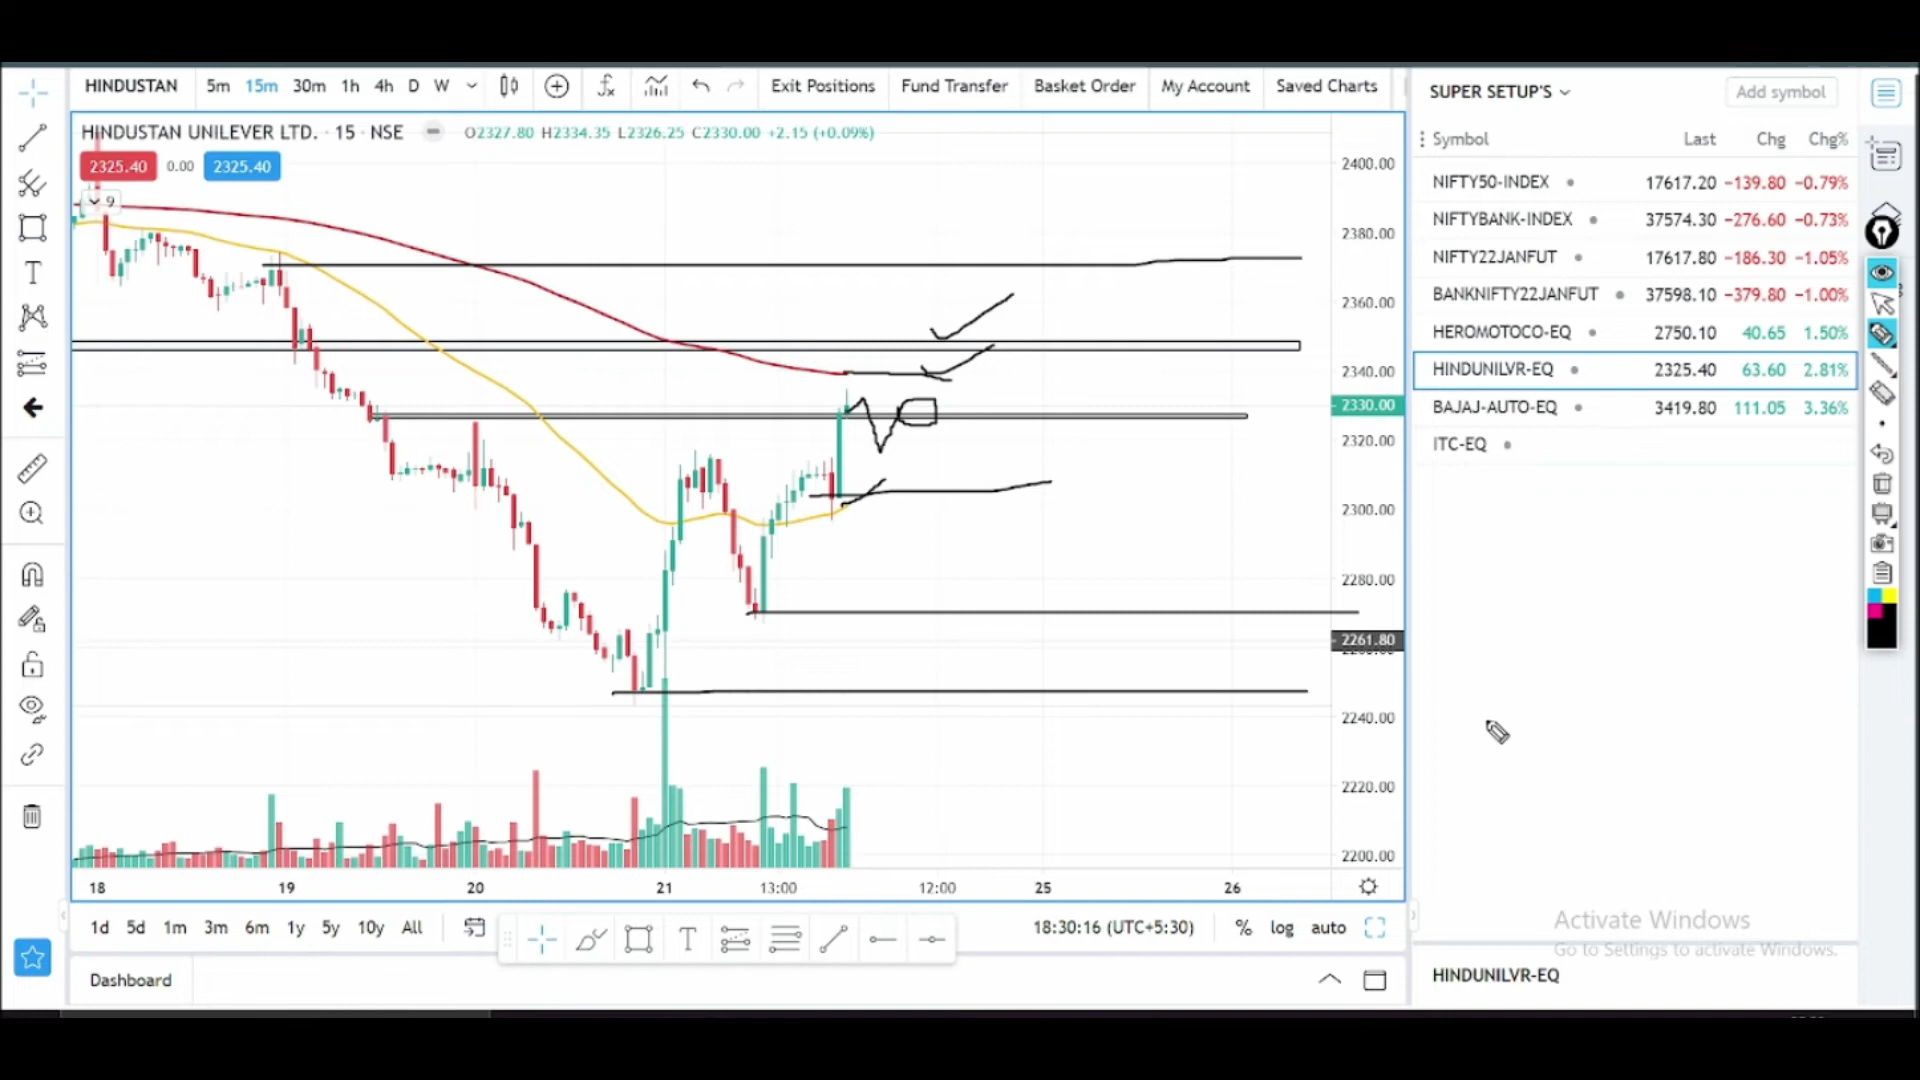 HINDUSTAN 5m 15m 30m 1h 4h D W Exit Positions Fund Transfer Basket Order My Account Saved Charts
HINDUSTAN UNILEVER LTD. · 15 · NSE O2327.80 H2334.35 L2326.25 C2330.00 +2.15 (+0.09%)
2325.40 0.00 2325.40
9
2400.00
2380.00
2360.00
2340.00
2330.00
2320.00
2300.00
2280.00
2261.80
2240.00
2220.00
2200.00
18 19 20 21 13:00 12:00 25 26
1d 5d 1m 3m 6m 1y 5y 10y All 18:30:16 (UTC+5:30) % log auto
Dashboard
SUPER SETUP'S Add symbol
Symbol Last Chg Chg%
NIFTY50-INDEX 17617.20 −139.80 −0.79%
NIFTYBANK-INDEX 37574.30 −276.60 −0.73%
NIFTY22JANFUT 17617.80 −186.30 −1.05%
BANKNIFTY22JANFUT 37598.10 −379.80 −1.00%
HEROMOTOCO-EQ 2750.10 40.65 1.50%
HINDUNILVR-EQ 2325.40 63.60 2.81%
BAJAJ-AUTO-EQ 3419.80 111.05 3.36%
ITC-EQ
Activate Windows
Go to Settings to activate Windows.
HINDUNILVR-EQ